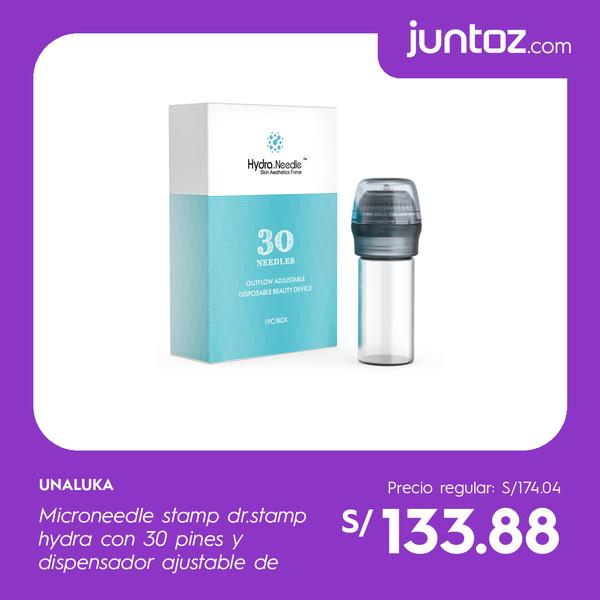 juntoz.com
Hydra.Needle™
Skin Aesthetics Force
30
NEEDLES
OUTFLOW ADJUSTABLE
DISPOSABLE BEAUTY DEVICE
1PC/BOX
UNALUKA
Microneedle stamp dr.stamp
hydra con 30 pines y
dispensador ajustable de
Precio regular: S/174.04
S/133.88